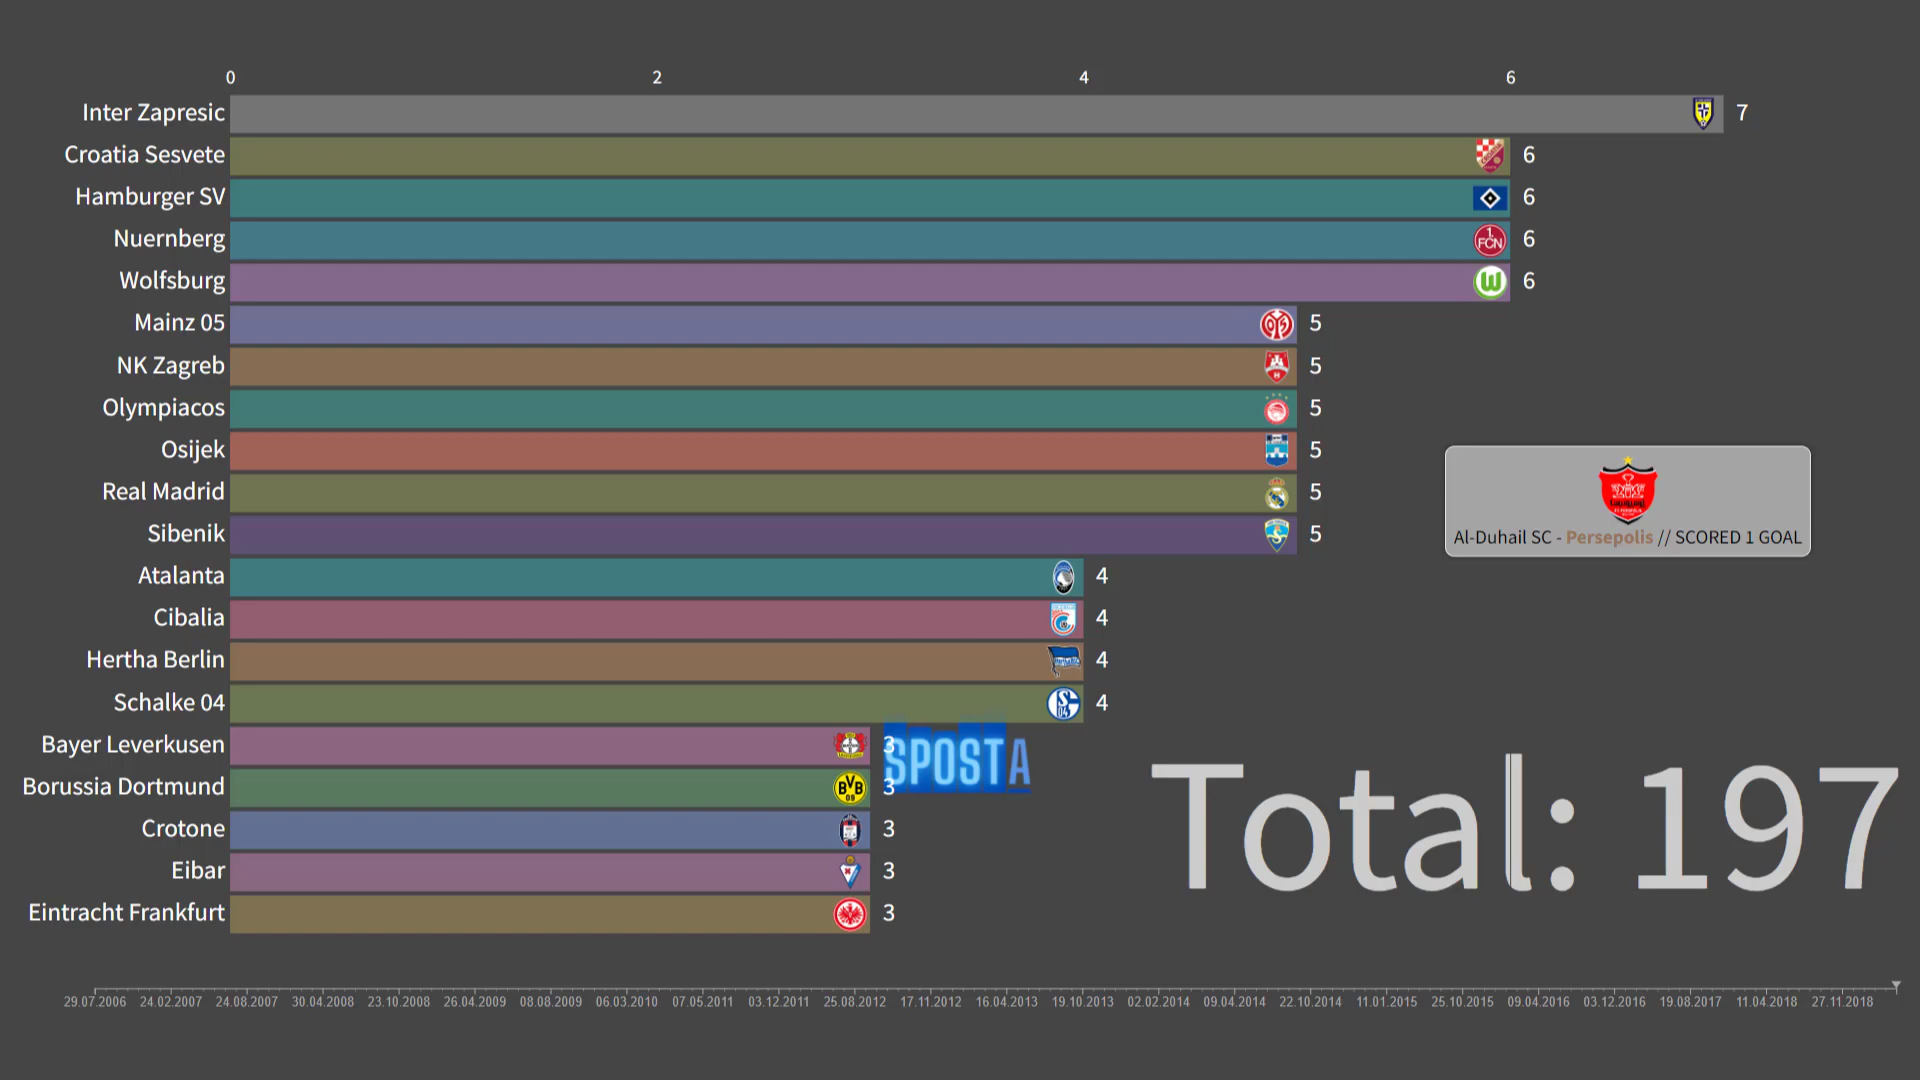 0 2 4 6
Inter Zapresic 7
Croatia Sesvete 6
Hamburger SV 6
Nuernberg 1. FCN 6
Wolfsburg W 6
Mainz 05 5
NK Zagreb 5
Olympiacos 5
Osijek 5
Real Madrid 5
Sibenik 5
Al-Duhail SC - Persepolis // SCORED 1 GOAL
Atalanta 4
Cibalia 4
Hertha Berlin 4
Schalke 04 S 04 4
Bayer Leverkusen 3
SPOSTA
Borussia Dortmund BVB 09 3
Crotone 3
Eibar 3
Eintracht Frankfurt 3
Total: 197
29.07.2006 24.02.2007 24.08.2007 30.04.2008 23.10.2008 26.04.2009 08.08.2009 06.03.2010 07.05.2011 03.12.2011 25.08.2012 17.11.2012 16.04.2013 19.10.2013 02.02.2014 09.04.2014 22.10.2014 11.01.2015 25.10.2015 09.04.2016 03.12.2016 19.08.2017 11.04.2018 27.11.2018